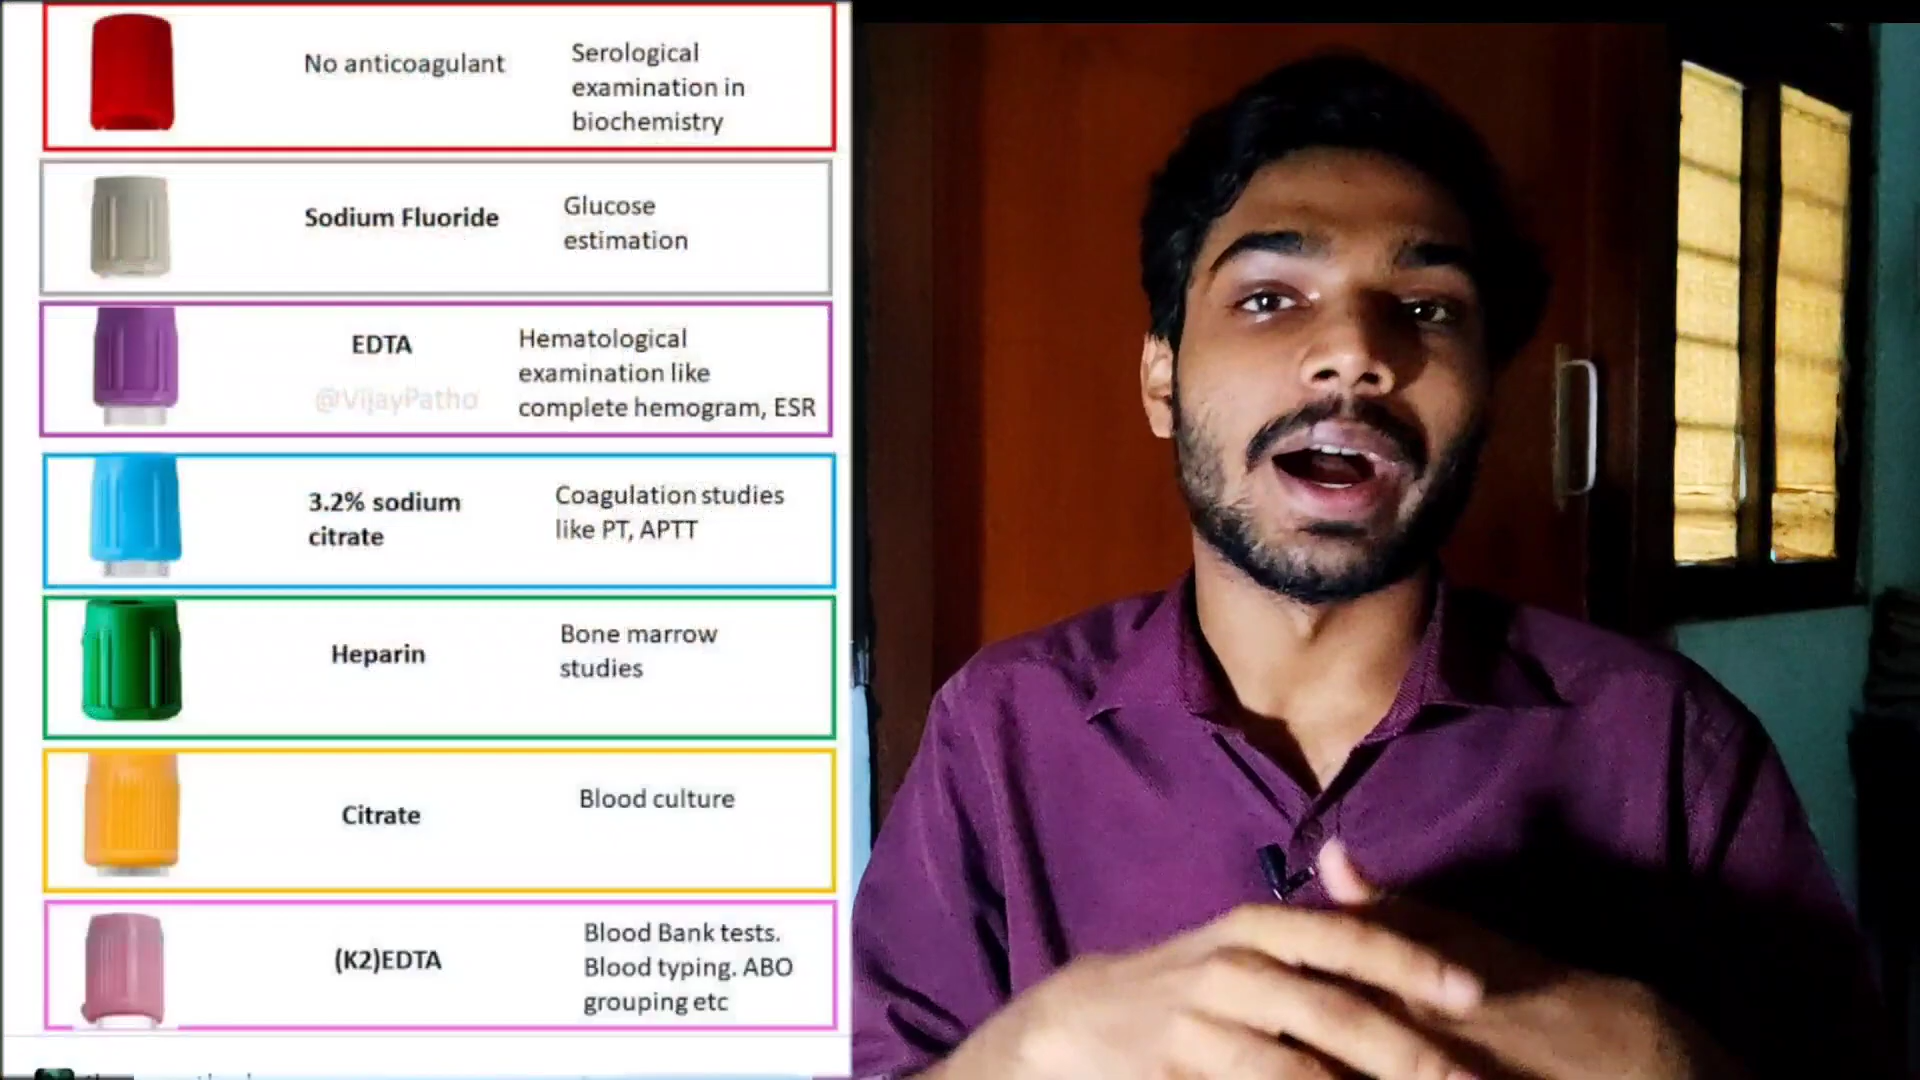 No anticoagulant
Serological
examination in
biochemistry
Sodium Fluoride
Glucose
estimation
EDTA
@VijayPatho
Hematological
examination like
complete hemogram, ESR
3.2% sodium
citrate
Coagulation studies
like PT, APTT
Heparin
Bone marrow
studies
Citrate
Blood culture
(K2)EDTA
Blood Bank tests.
Blood typing. ABO
grouping etc